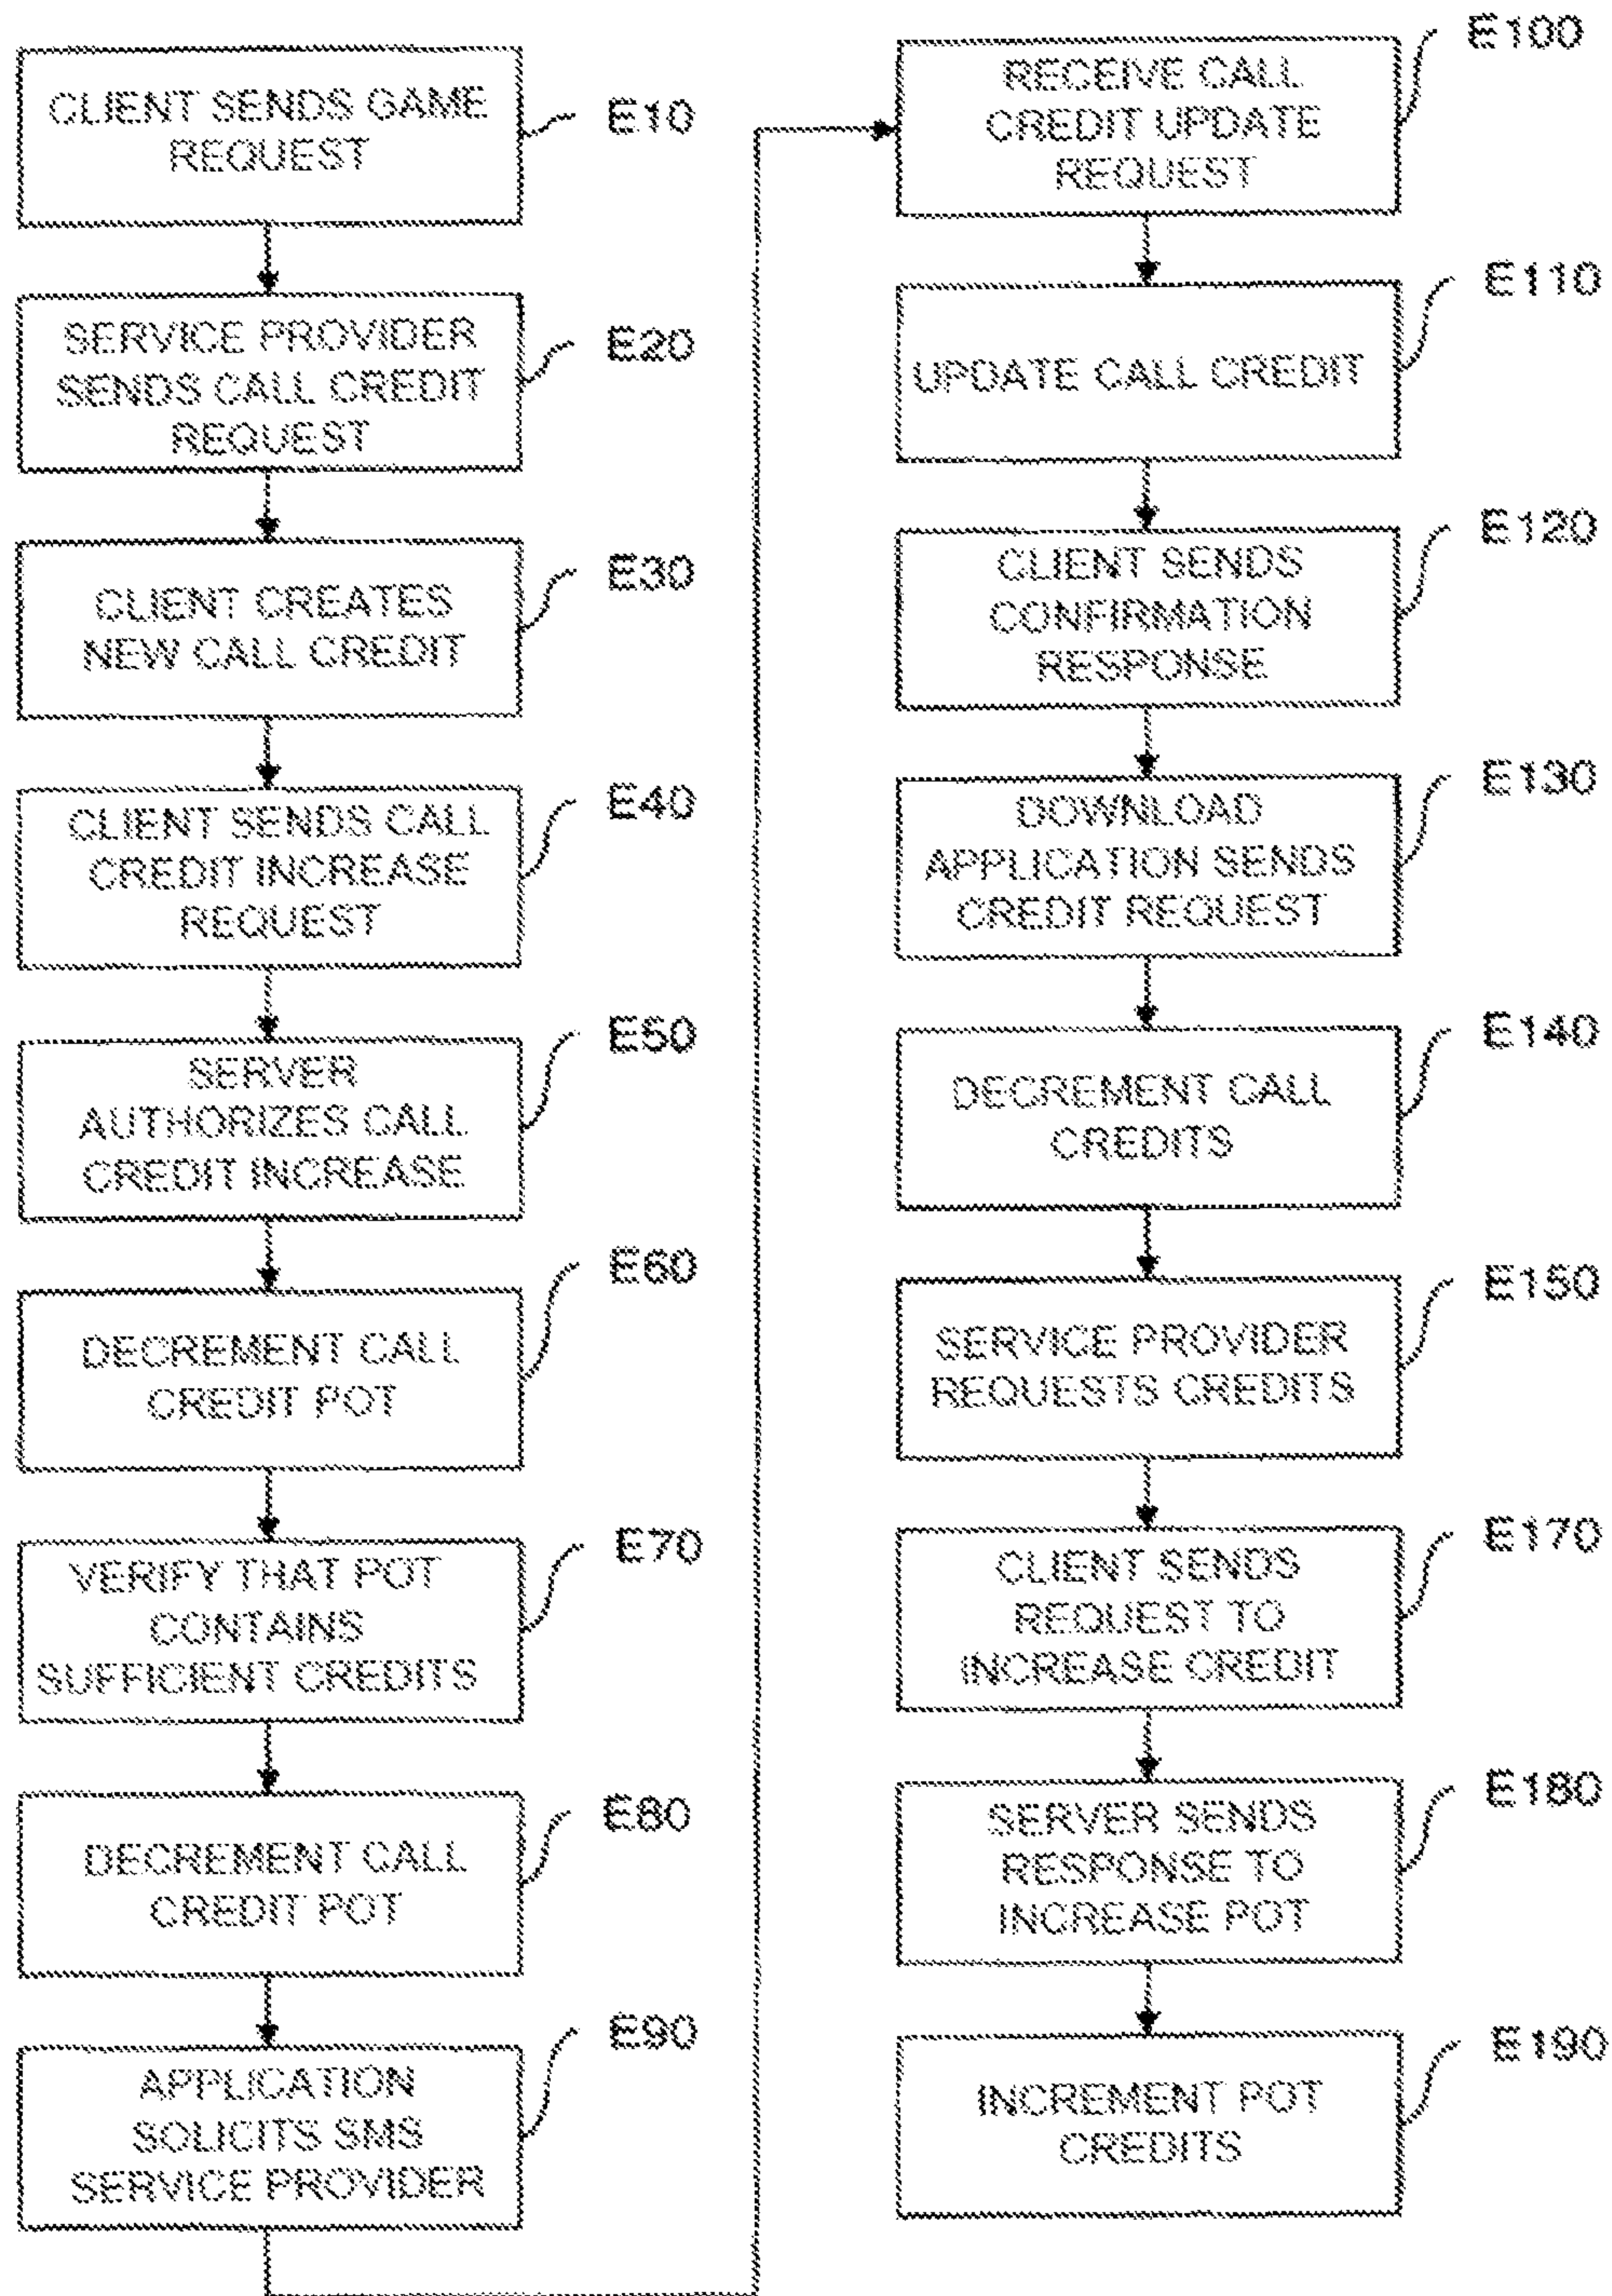 CLIENT SENDS GAME
REQUEST
E10
SERVICE PROVIDER
SENDS CALL CREDIT
REQUEST
E20
CLIENT CREATES
NEW CALL CREDIT
E30
CLIENT SENDS CALL
CREDIT INCREASE
REQUEST
E40
SERVER
AUTHORIZES CALL
CREDIT INCREASE
E50
DECREMENT CALL
CREDIT POT
E60
VERIFY THAT POT
CONTAINS
SUFFICIENT CREDITS
E70
DECREMENT CALL
CREDIT POT
E80
APPLICATION
SOLICITS SMS
SERVICE PROVIDER
E90
RECEIVE CALL
CREDIT UPDATE
REQUEST
E100
UPDATE CALL CREDIT
E110
CLIENT SENDS
CONFIRMATION
RESPONSE
E120
DOWNLOAD
APPLICATION SENDS
CREDIT REQUEST
E130
DECREMENT CALL
CREDITS
E140
SERVICE PROVIDER
REQUESTS CREDITS
E150
CLIENT SENDS
REQUEST TO
INCREASE CREDIT
E170
SERVER SENDS
RESPONSE TO
INCREASE POT
E180
INCREMENT POT
CREDITS
E190